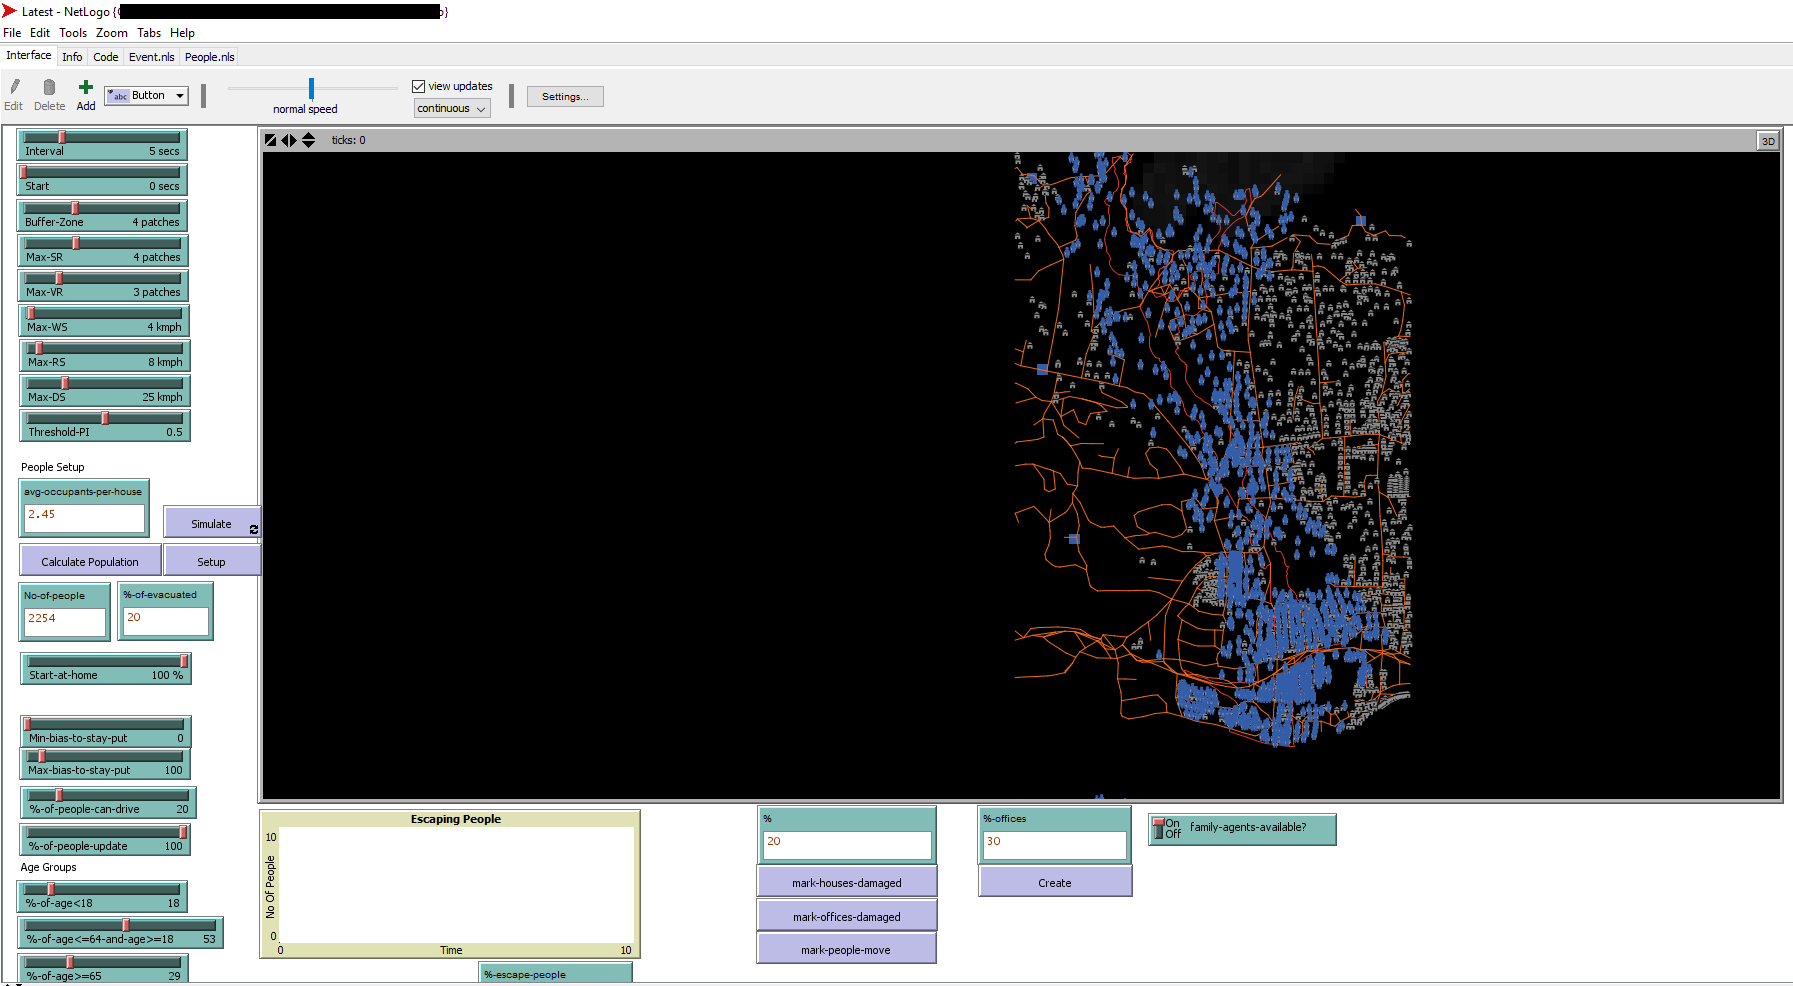 Latest - NetLogo {
File Edit Tools Zoom Tabs Help
Interface Info Code Event.nls People.nls
Edit Delete Add abc Button
normal speed
view updates
continuous
Settings...
ticks: 0
3D
Interval 5 secs
Start 0 secs
Buffer-Zone 4 patches
Max-SR 4 patches
Max-VR 3 patches
Max-WS 4 kmph
Max-RS 8 kmph
Max-DS 25 kmph
Threshold-PI 0.5
People Setup
avg-occupants-per-house
2.45
Simulate
Calculate Population
Setup
No-of-people
2254
%-of-evacuated
20
Start-at-home 100 %
Min-bias-to-stay-put 0
Max-bias-to-stay-put 100
%-of-people-can-drive 20
%-of-people-update 100
Age Groups
%-of-age<18 18
%-of-age<=64-and-age>=18 53
%-of-age>=65 29
Escaping People
10
No Of People
0
0 Time 10
%-escape-people
%
20
mark-houses-damaged
mark-offices-damaged
mark-people-move
%-offices
30
Create
On
Off
family-agents-available?